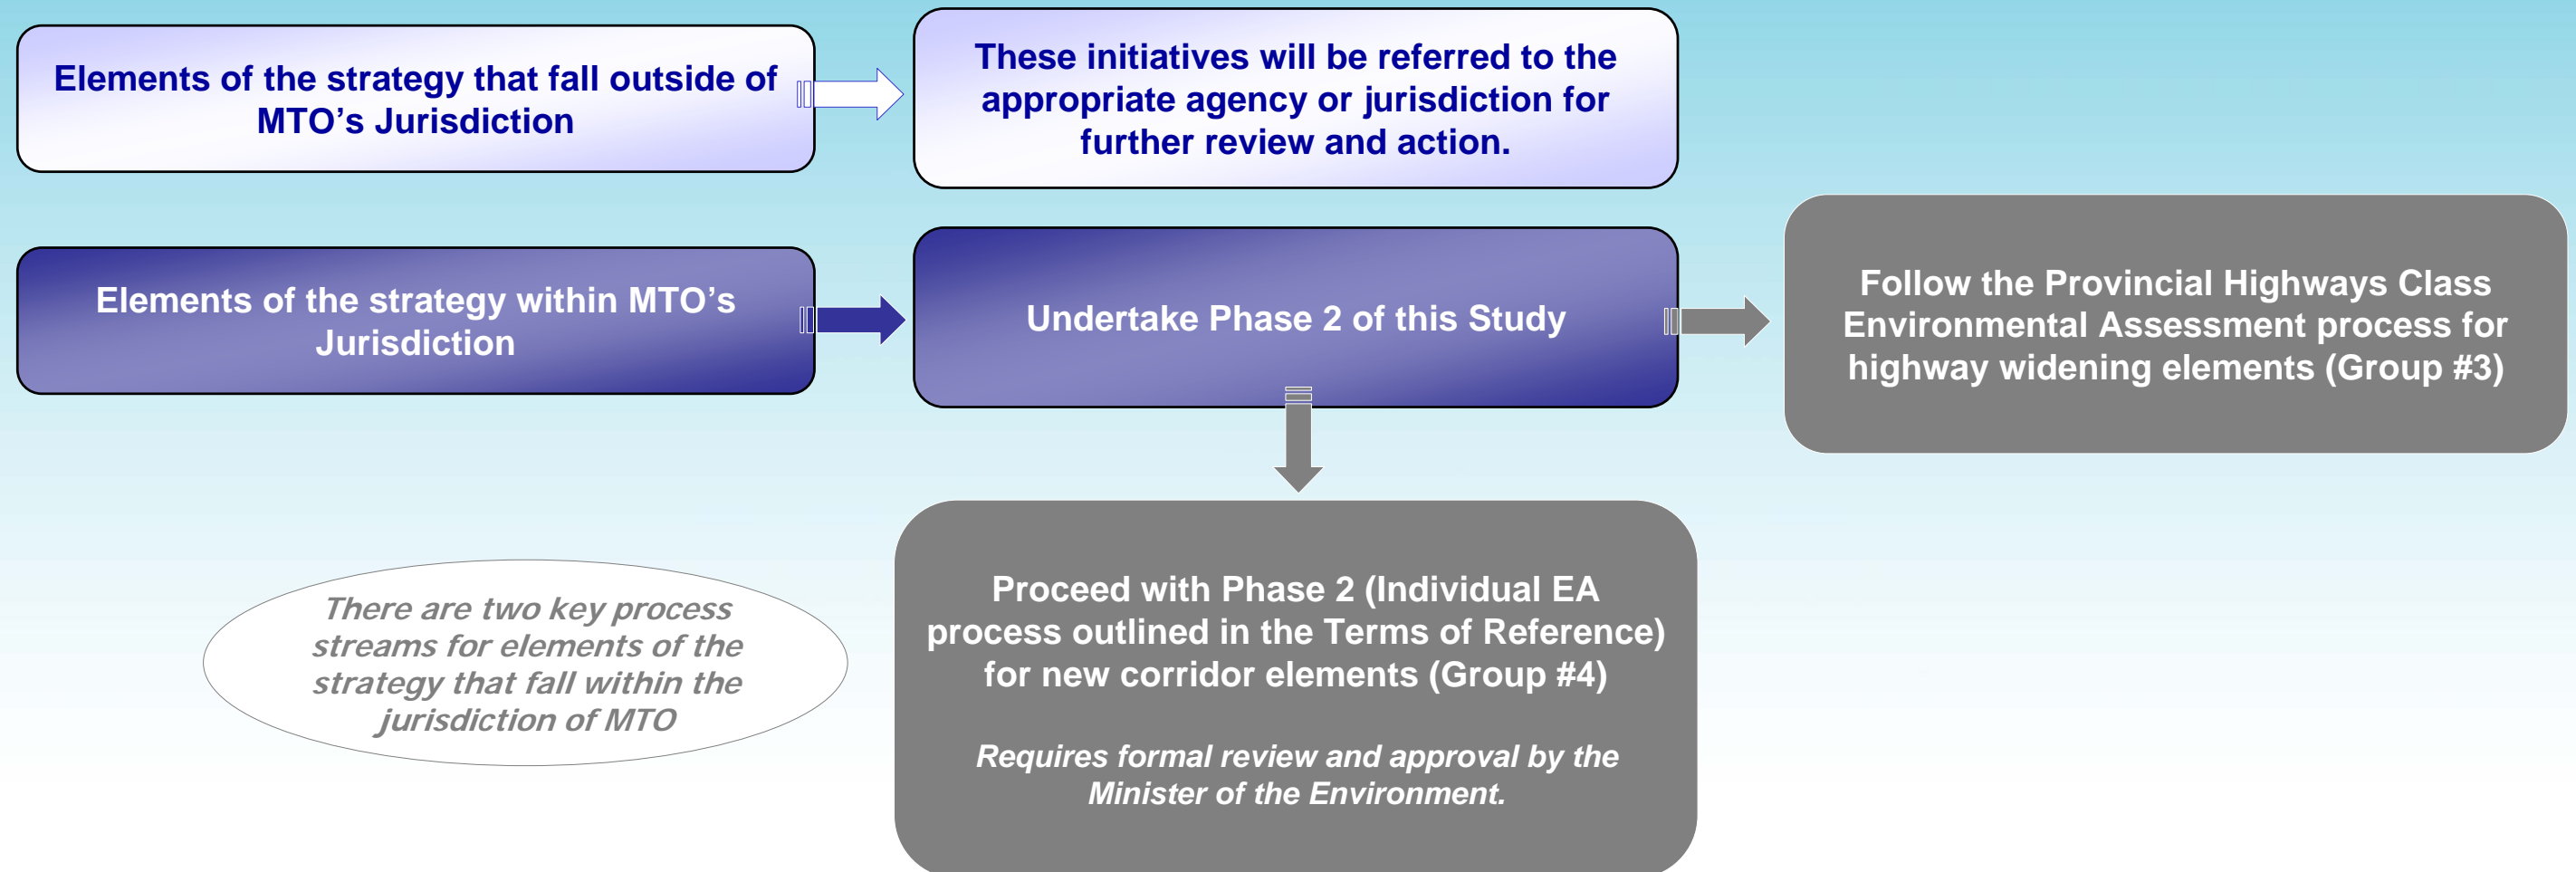 Elements of the strategy that fall outside of
MTO’s Jurisdiction
These initiatives will be referred to the
appropriate agency or jurisdiction for
further review and action.
Elements of the strategy within MTO’s
Jurisdiction
Undertake Phase 2 of this Study
Follow the Provincial Highways Class
Environmental Assessment process for
highway widening elements (Group #3)
There are two key process
streams for elements of the
strategy that fall within the
jurisdiction of MTO
Proceed with Phase 2 (Individual EA
process outlined in the Terms of Reference)
for new corridor elements (Group #4)
Requires formal review and approval by the
Minister of the Environment.